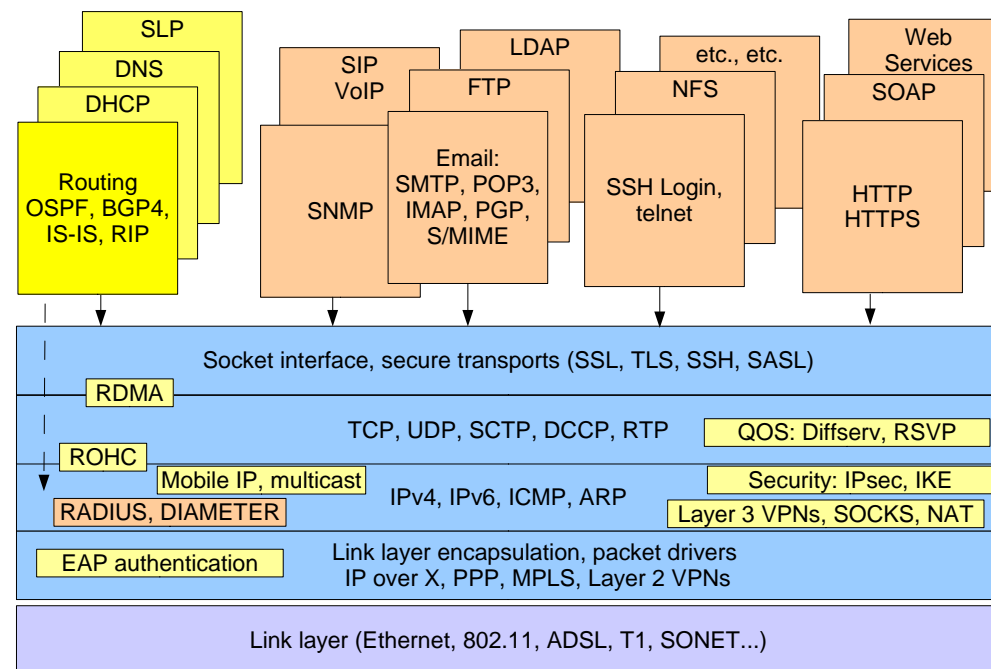 SLP
DNS
DHCP
Routing
OSPF, BGP4,
IS-IS, RIP
SIP
VoIP
SNMP
LDAP
FTP
Email:
SMTP, POP3,
IMAP, PGP,
S/MIME
etc., etc.
NFS
SSH Login,
telnet
Web
Services
SOAP
HTTP
HTTPS
Socket interface, secure transports (SSL, TLS, SSH, SASL)
RDMA
TCP, UDP, SCTP, DCCP, RTP
QOS: Diffserv, RSVP
ROHC
Mobile IP, multicast
IPv4, IPv6, ICMP, ARP
Security: IPsec, IKE
RADIUS, DIAMETER
Layer 3 VPNs, SOCKS, NAT
EAP authentication
Link layer encapsulation, packet drivers
IP over X, PPP, MPLS, Layer 2 VPNs
Link layer (Ethernet, 802.11, ADSL, T1, SONET...)